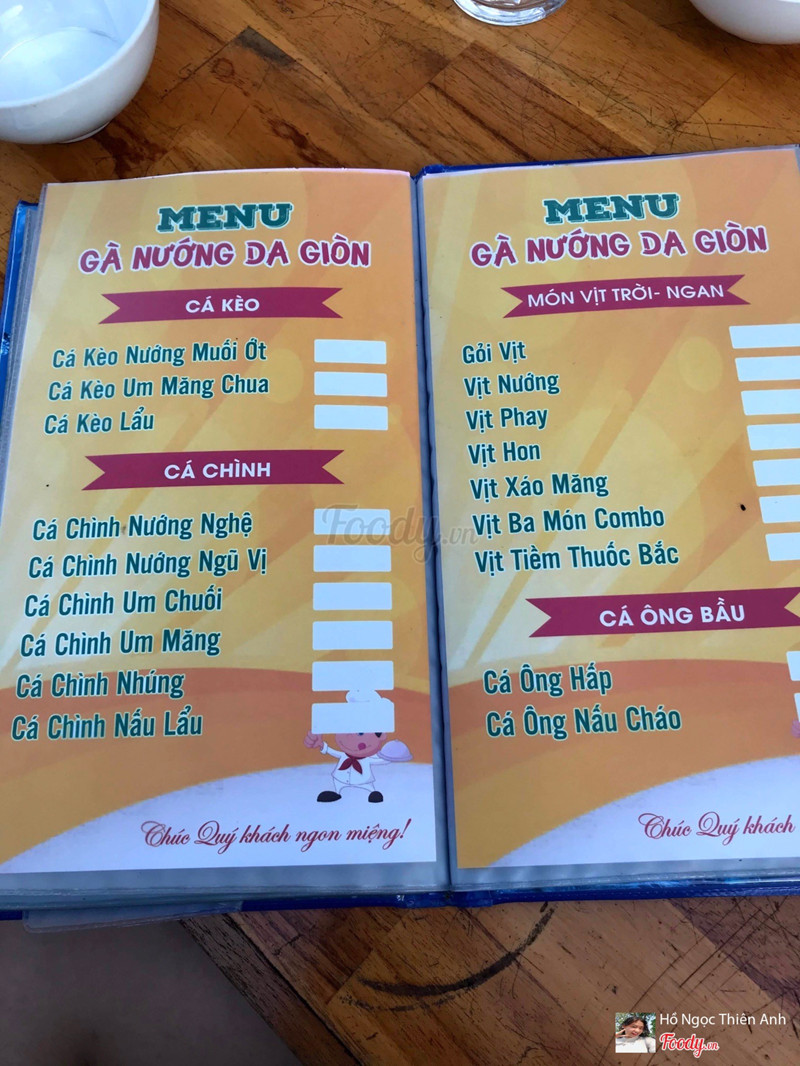 MENU
GÀ NƯỚNG DA GIÒN
CÁ KÈO
Cá Kèo Nướng Muối Ớt
Cá Kèo Um Măng Chua
Cá Kèo Lẩu
CÁ CHÌNH
Cá Chình Nướng Nghệ
Cá Chình Nướng Ngũ Vị
Cá Chình Um Chuối
Cá Chình Um Măng
Cá Chình Nhúng
Cá Chình Nấu Lẩu
Chúc Quý khách ngon miệng!
MENU
GÀ NƯỚNG DA GIÒN
MÓN VỊT TRỜI- NGAN
Gỏi Vịt
Vịt Nướng
Vịt Phay
Vịt Hon
Vịt Xáo Măng
Vịt Ba Món Combo
Vịt Tiềm Thuốc Bắc
CÁ ÔNG BẦU
Cá Ông Hấp
Cá Ông Nấu Cháo
Chúc Quý khách
Foody.vn
Hồ Ngọc Thiên Anh
Foody.vn